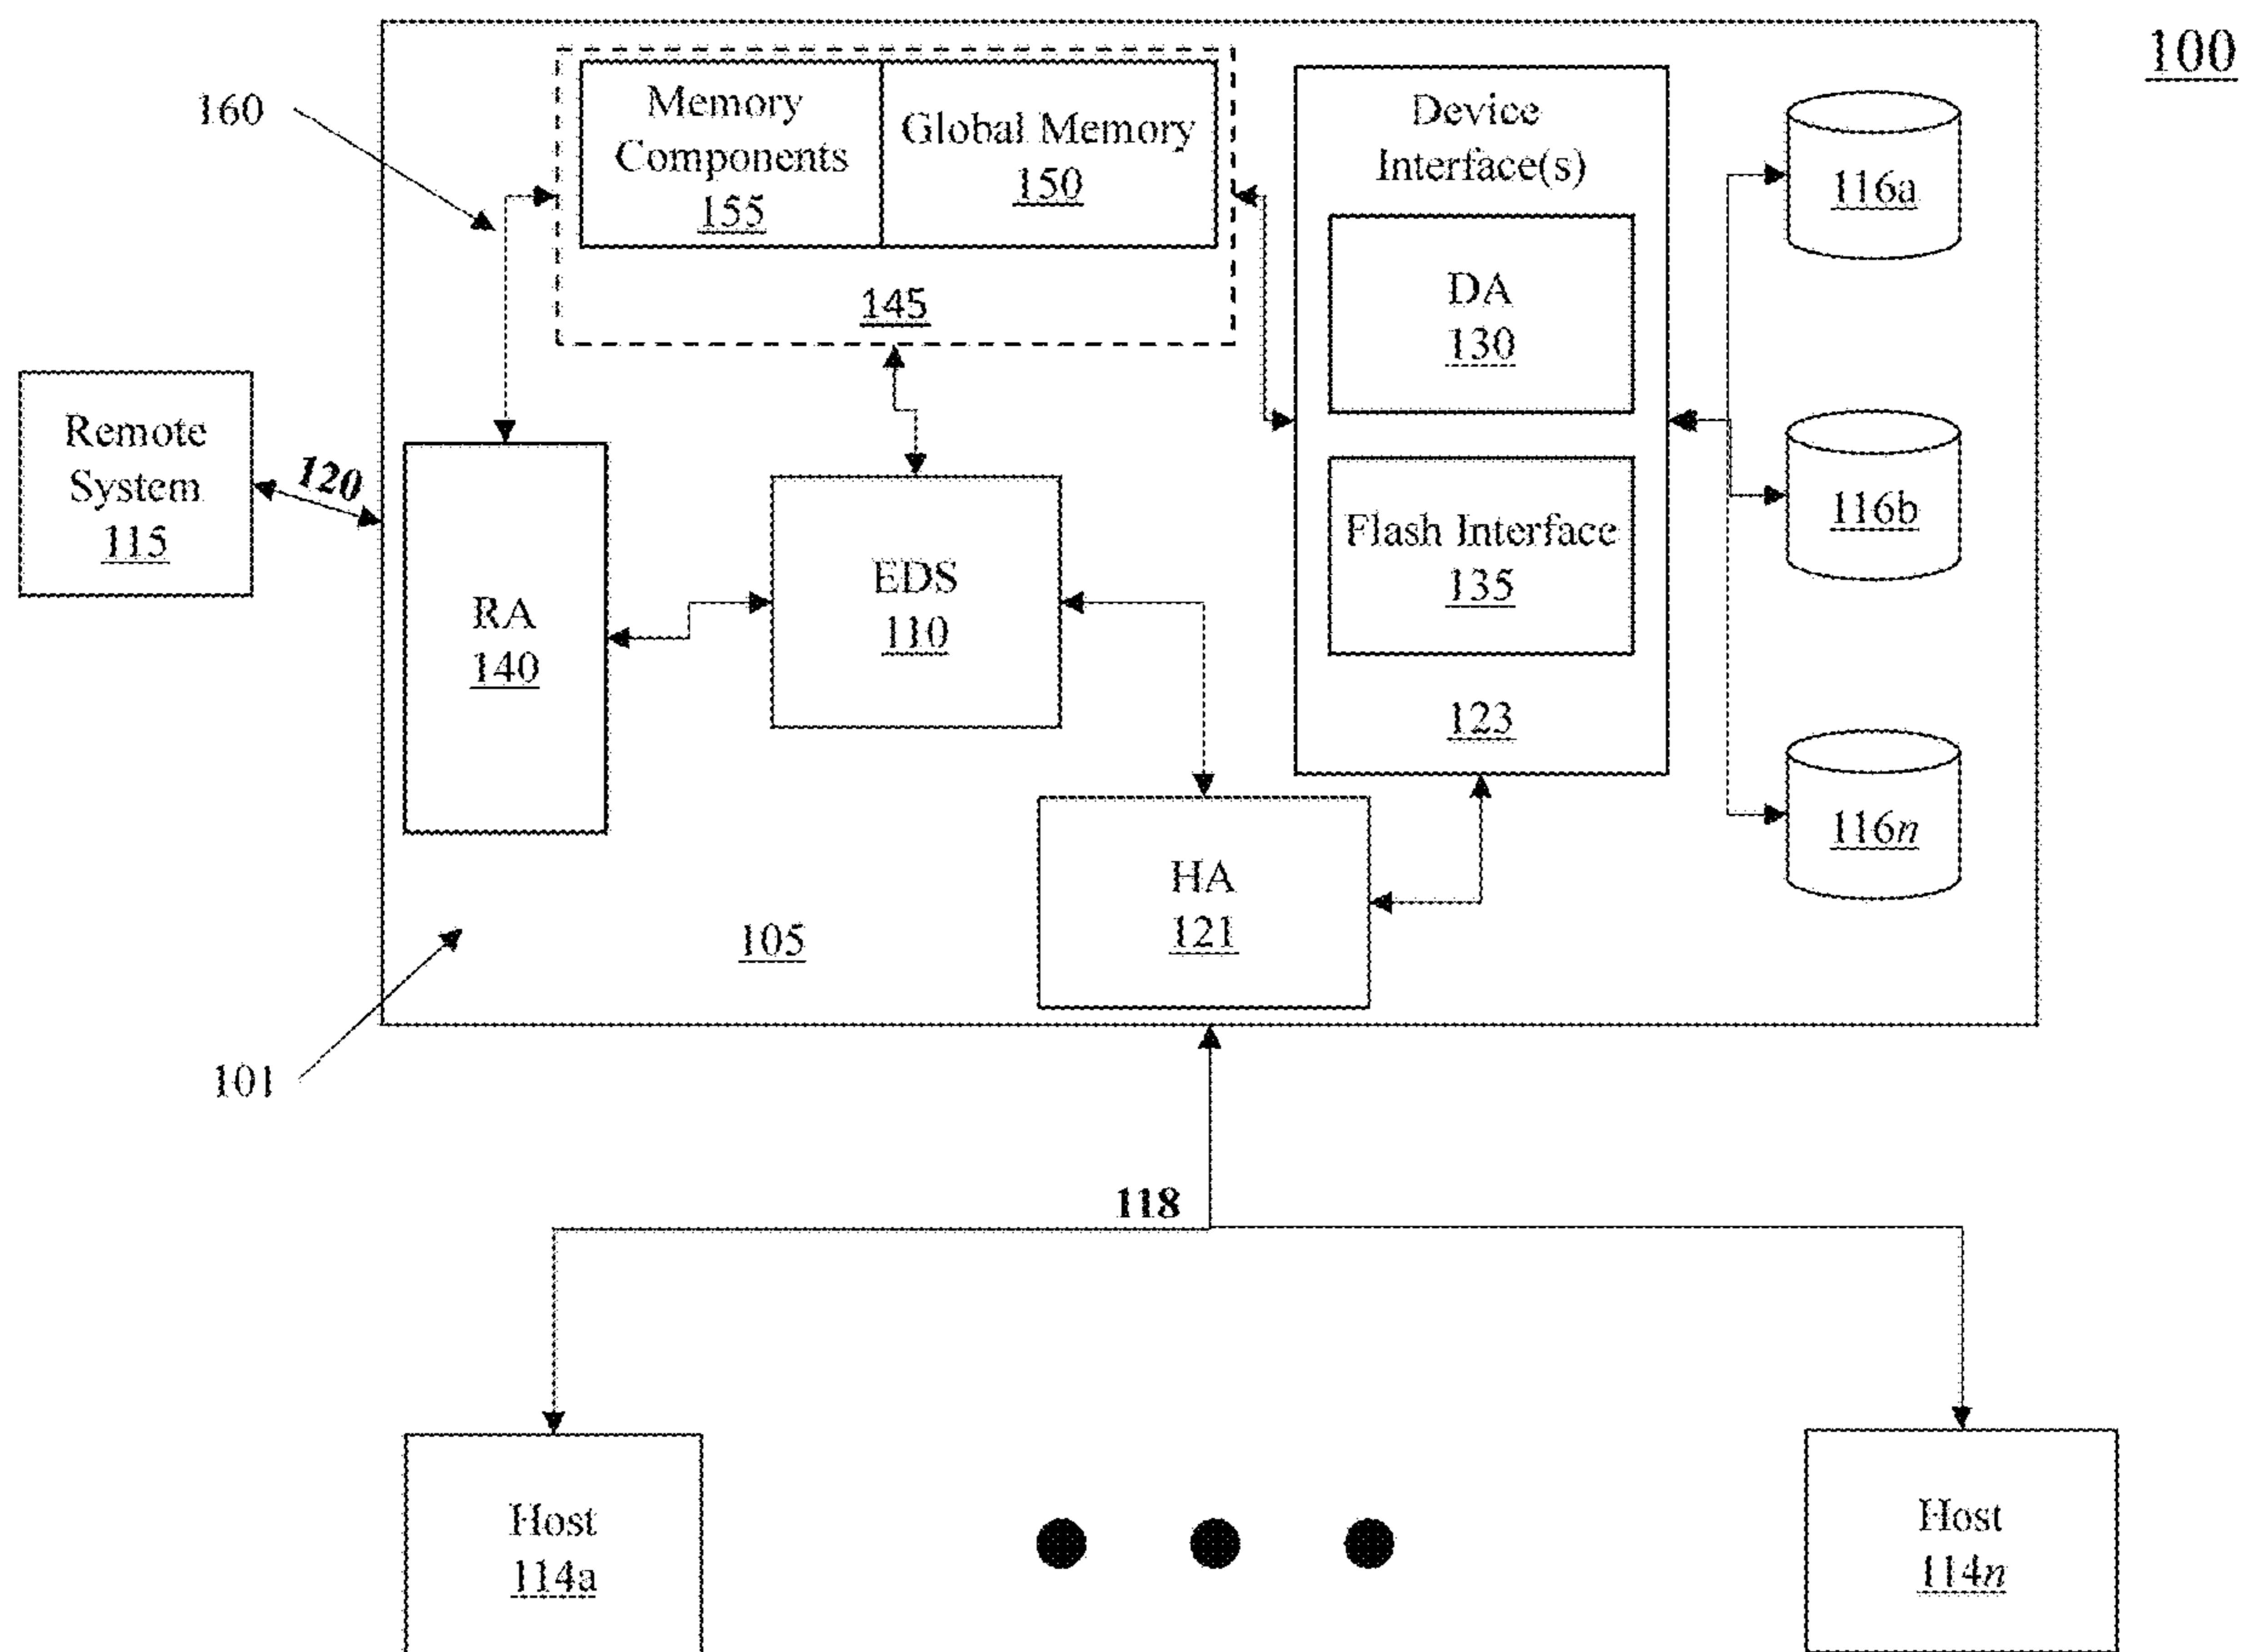 100
160
Memory
Components
155
Global Memory
150
145
Device
Interface(s)
DA
130
Flash Interface
135
123
116a
116b
116n
Remote
System
115
120
RA
140
EDS
110
HA
121
105
101
118
Host
114a
Host
114n